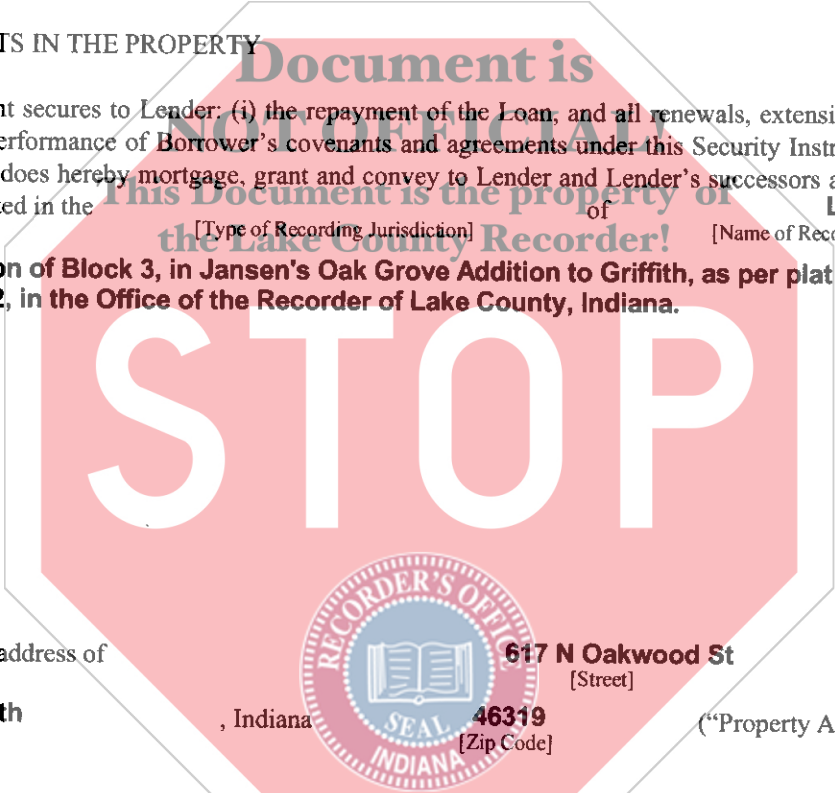 TS IN THE PROPERTY
Document is
nt secures to Lender: (i) the repayment of the Loan, and all renewals, extensi
NOT OFFICIAL!
erformance of Borrower's covenants and agreements under this Security Instr
does hereby mortgage, grant and convey to Lender and Lender's successors a
This Document is the property of
ed in the of L
[Type of Recording Jurisdiction] [Name of Reco
the Lake County Recorder!
on of Block 3, in Jansen's Oak Grove Addition to Griffith, as per plat
2, in the Office of the Recorder of Lake County, Indiana.
STOP
RECORDER'S OFFICE
address of 617 N Oakwood St
[Street]
th , Indiana 46319 ("Property A
SEAL
[Zip Code]
INDIANA